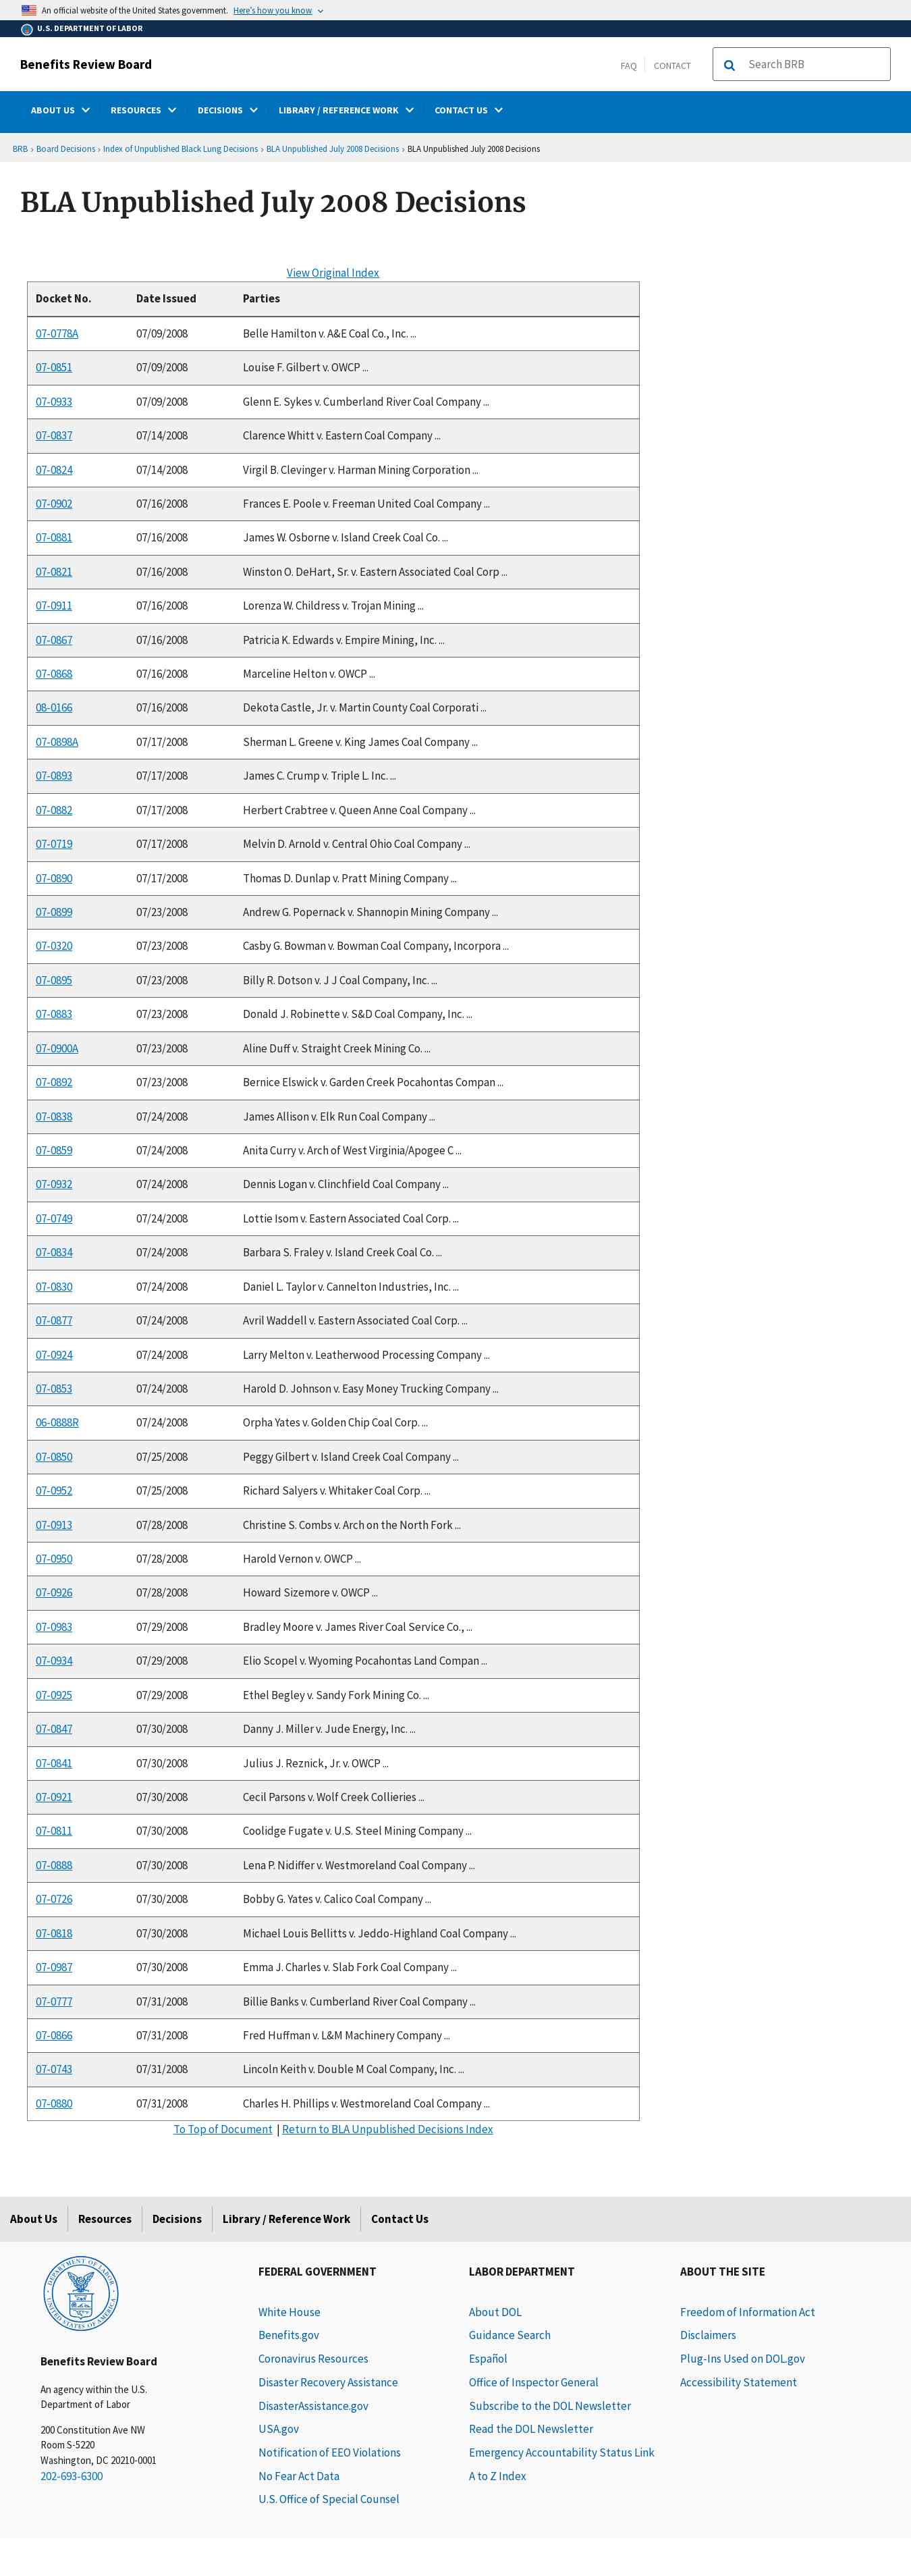 An official website of the United States government. Here's how you know
U.S. DEPARTMENT OF LABOR
Benefits Review Board
FAQ CONTACT Search BRB
ABOUT US RESOURCES DECISIONS LIBRARY / REFERENCE WORK CONTACT US
BRB › Board Decisions › Index of Unpublished Black Lung Decisions › BLA Unpublished July 2008 Decisions › BLA Unpublished July 2008 Decisions
BLA Unpublished July 2008 Decisions
View Original Index
Docket No. Date Issued Parties
07-0778A 07/09/2008 Belle Hamilton v. A&E Coal Co., Inc. ...
07-0851 07/09/2008 Louise F. Gilbert v. OWCP ...
07-0933 07/09/2008 Glenn E. Sykes v. Cumberland River Coal Company ...
07-0837 07/14/2008 Clarence Whitt v. Eastern Coal Company ...
07-0824 07/14/2008 Virgil B. Clevinger v. Harman Mining Corporation ...
07-0902 07/16/2008 Frances E. Poole v. Freeman United Coal Company ...
07-0881 07/16/2008 James W. Osborne v. Island Creek Coal Co. ...
07-0821 07/16/2008 Winston O. DeHart, Sr. v. Eastern Associated Coal Corp ...
07-0911 07/16/2008 Lorenza W. Childress v. Trojan Mining ...
07-0867 07/16/2008 Patricia K. Edwards v. Empire Mining, Inc. ...
07-0868 07/16/2008 Marceline Helton v. OWCP ...
08-0166 07/16/2008 Dekota Castle, Jr. v. Martin County Coal Corporati ...
07-0898A 07/17/2008 Sherman L. Greene v. King James Coal Company ...
07-0893 07/17/2008 James C. Crump v. Triple L. Inc. ...
07-0882 07/17/2008 Herbert Crabtree v. Queen Anne Coal Company ...
07-0719 07/17/2008 Melvin D. Arnold v. Central Ohio Coal Company ...
07-0890 07/17/2008 Thomas D. Dunlap v. Pratt Mining Company ...
07-0899 07/23/2008 Andrew G. Popernack v. Shannopin Mining Company ...
07-0320 07/23/2008 Casby G. Bowman v. Bowman Coal Company, Incorpora ...
07-0895 07/23/2008 Billy R. Dotson v. J J Coal Company, Inc. ...
07-0883 07/23/2008 Donald J. Robinette v. S&D Coal Company, Inc. ...
07-0900A 07/23/2008 Aline Duff v. Straight Creek Mining Co. ...
07-0892 07/23/2008 Bernice Elswick v. Garden Creek Pocahontas Compan ...
07-0838 07/24/2008 James Allison v. Elk Run Coal Company ...
07-0859 07/24/2008 Anita Curry v. Arch of West Virginia/Apogee C ...
07-0932 07/24/2008 Dennis Logan v. Clinchfield Coal Company ...
07-0749 07/24/2008 Lottie Isom v. Eastern Associated Coal Corp. ...
07-0834 07/24/2008 Barbara S. Fraley v. Island Creek Coal Co. ...
07-0830 07/24/2008 Daniel L. Taylor v. Cannelton Industries, Inc. ...
07-0877 07/24/2008 Avril Waddell v. Eastern Associated Coal Corp. ...
07-0924 07/24/2008 Larry Melton v. Leatherwood Processing Company ...
07-0853 07/24/2008 Harold D. Johnson v. Easy Money Trucking Company ...
06-0888R 07/24/2008 Orpha Yates v. Golden Chip Coal Corp. ...
07-0850 07/25/2008 Peggy Gilbert v. Island Creek Coal Company ...
07-0952 07/25/2008 Richard Salyers v. Whitaker Coal Corp. ...
07-0913 07/28/2008 Christine S. Combs v. Arch on the North Fork ...
07-0950 07/28/2008 Harold Vernon v. OWCP ...
07-0926 07/28/2008 Howard Sizemore v. OWCP ...
07-0983 07/29/2008 Bradley Moore v. James River Coal Service Co., ...
07-0934 07/29/2008 Elio Scopel v. Wyoming Pocahontas Land Compan ...
07-0925 07/29/2008 Ethel Begley v. Sandy Fork Mining Co. ...
07-0847 07/30/2008 Danny J. Miller v. Jude Energy, Inc. ...
07-0841 07/30/2008 Julius J. Reznick, Jr. v. OWCP ...
07-0921 07/30/2008 Cecil Parsons v. Wolf Creek Collieries ...
07-0811 07/30/2008 Coolidge Fugate v. U.S. Steel Mining Company ...
07-0888 07/30/2008 Lena P. Nidiffer v. Westmoreland Coal Company ...
07-0726 07/30/2008 Bobby G. Yates v. Calico Coal Company ...
07-0818 07/30/2008 Michael Louis Bellitts v. Jeddo-Highland Coal Company ...
07-0987 07/30/2008 Emma J. Charles v. Slab Fork Coal Company ...
07-0777 07/31/2008 Billie Banks v. Cumberland River Coal Company ...
07-0866 07/31/2008 Fred Huffman v. L&M Machinery Company ...
07-0743 07/31/2008 Lincoln Keith v. Double M Coal Company, Inc. ...
07-0880 07/31/2008 Charles H. Phillips v. Westmoreland Coal Company ...
To Top of Document | Return to BLA Unpublished Decisions Index
About Us Resources Decisions Library / Reference Work Contact Us
DEPARTMENT OF LABOR
UNITED STATES OF AMERICA
Benefits Review Board
An agency within the U.S.
Department of Labor
200 Constitution Ave NW
Room S-5220
Washington, DC 20210-0001
202-693-6300
FEDERAL GOVERNMENT
White House
Benefits.gov
Coronavirus Resources
Disaster Recovery Assistance
DisasterAssistance.gov
USA.gov
Notification of EEO Violations
No Fear Act Data
U.S. Office of Special Counsel
LABOR DEPARTMENT
About DOL
Guidance Search
Español
Office of Inspector General
Subscribe to the DOL Newsletter
Read the DOL Newsletter
Emergency Accountability Status Link
A to Z Index
ABOUT THE SITE
Freedom of Information Act
Disclaimers
Plug-Ins Used on DOL.gov
Accessibility Statement